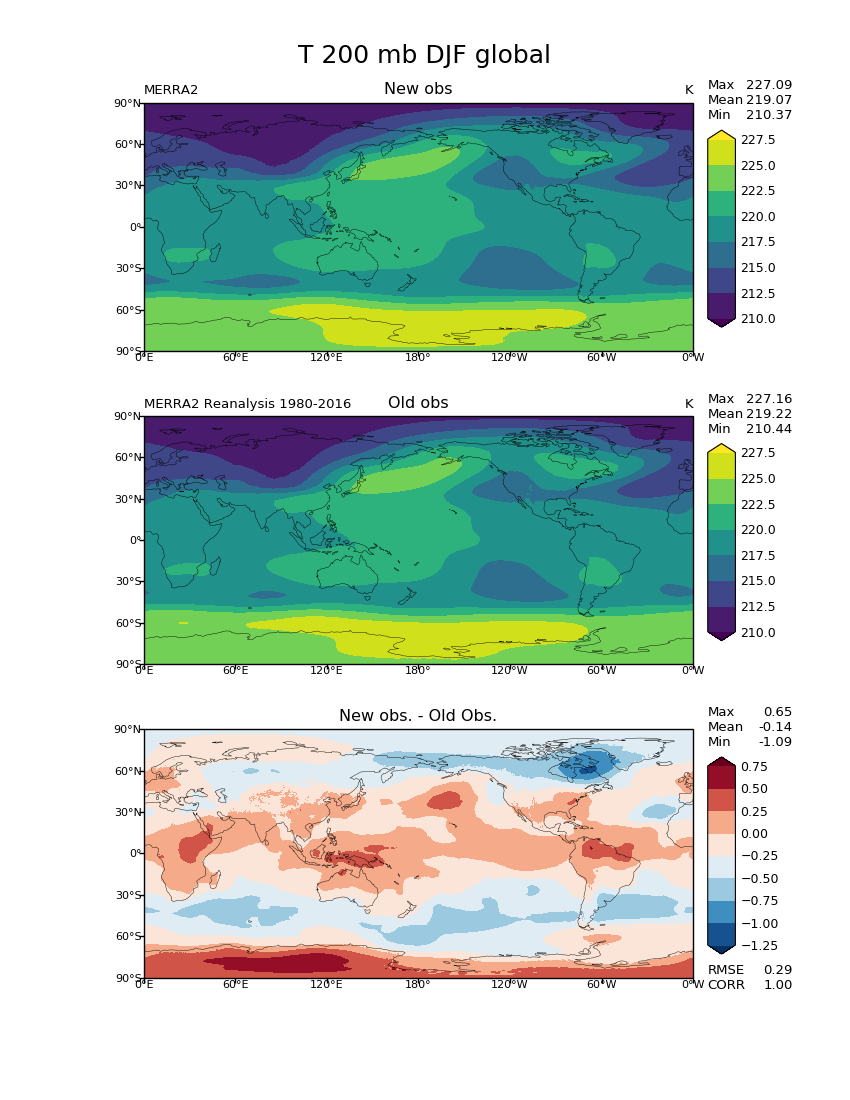 T 200 mb DJF global
MERRA2 New obs K
Max 227.09
Mean 219.07
Min 210.37
90°N
60°N
30°N
0°
30°S
60°S
90°S
0°E 60°E 120°E 180° 120°W 60°W 0°W
227.5
225.0
222.5
220.0
217.5
215.0
212.5
210.0
MERRA2 Reanalysis 1980-2016 Old obs K
Max 227.16
Mean 219.22
Min 210.44
90°N
60°N
30°N
0°
30°S
60°S
90°S
0°E 60°E 120°E 180° 120°W 60°W 0°W
227.5
225.0
222.5
220.0
217.5
215.0
212.5
210.0
New obs. - Old Obs.
Max 0.65
Mean -0.14
Min -1.09
90°N
60°N
30°N
0°
30°S
60°S
90°S
0°E 60°E 120°E 180° 120°W 60°W 0°W
0.75
0.50
0.25
0.00
−0.25
−0.50
−0.75
−1.00
−1.25
RMSE 0.29
CORR 1.00